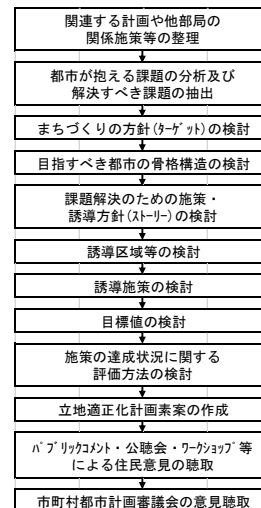 関連する計画や他部局の
関係施策等の整理
都市が抱える課題の分析及び
解決すべき課題の抽出
まちづくりの方針(ﾀｰｹﾞｯﾄ)の検討
目指すべき都市の骨格構造の検討
課題解決のための施策・
誘導方針(ｽﾄｰﾘｰ)の検討
誘導区域等の検討
誘導施策の検討
目標値の検討
施策の達成状況に関する
評価方法の検討
立地適正化計画素案の作成
ﾊﾟﾌﾞﾘｯｸｺﾒﾝﾄ・公聴会・ﾜｰｸｼｮｯﾌﾟ等
による住民意見の聴取
市町村都市計画審議会の意見聴取